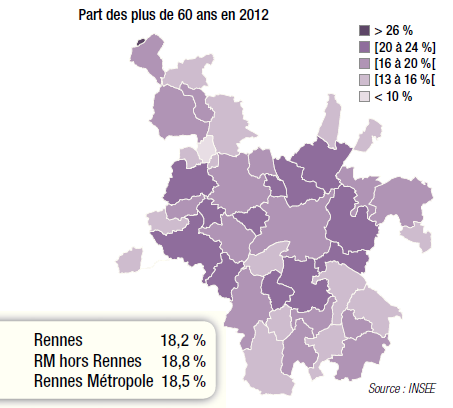 Part des plus de 60 ans en 2012
> 26 %
[20 à 24 %]
[16 à 20 %[
[13 à 16 %[
< 10 %
Rennes 18,2 %
RM hors Rennes 18,8 %
Rennes Métropole 18,5 %
Source : INSEE